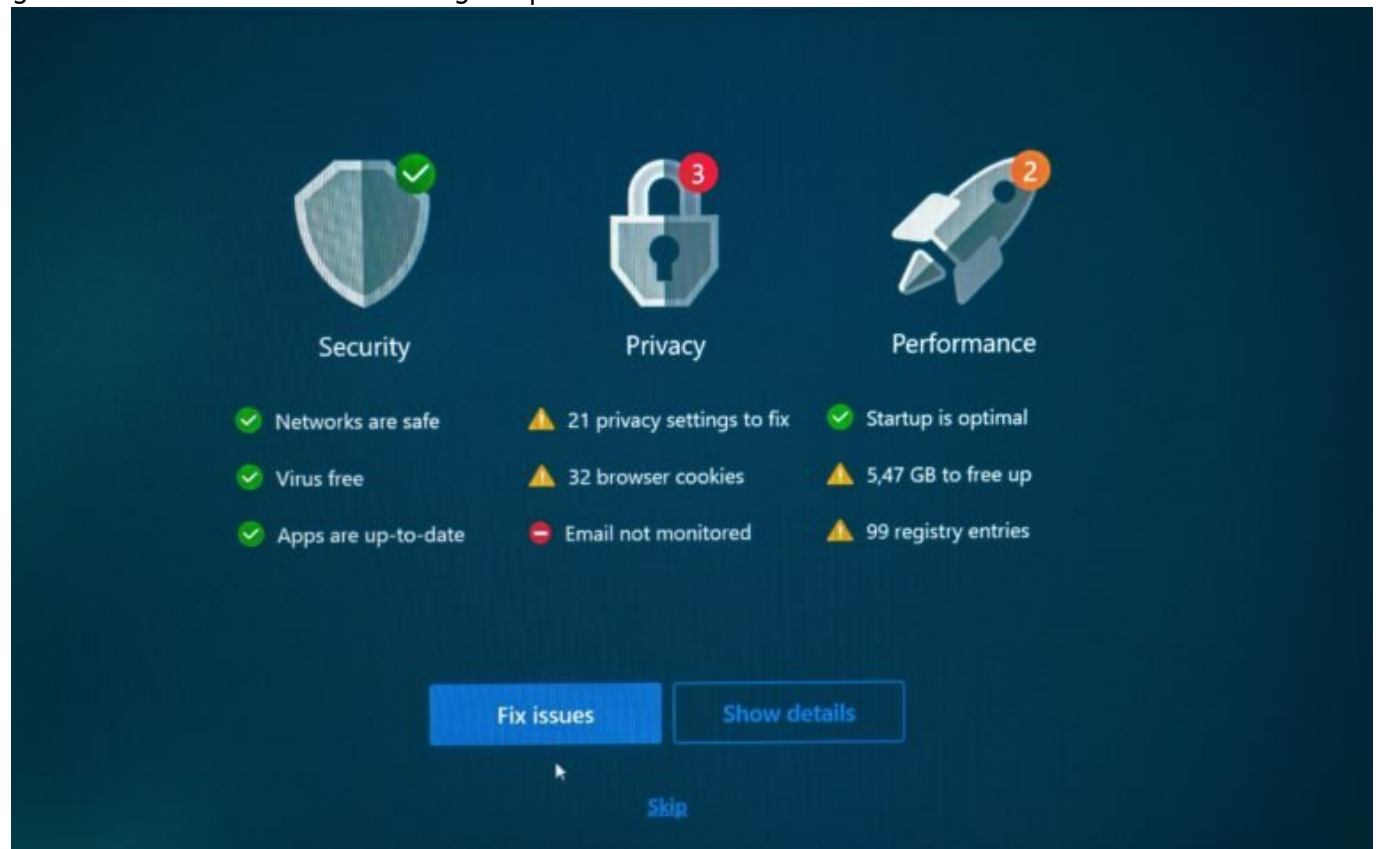 3
2
Security
Privacy
Performance
Networks are safe
21 privacy settings to fix
Startup is optimal
Virus free
32 browser cookies
5,47 GB to free up
Apps are up-to-date
Email not monitored
99 registry entries
Fix issues
Show details
Skip